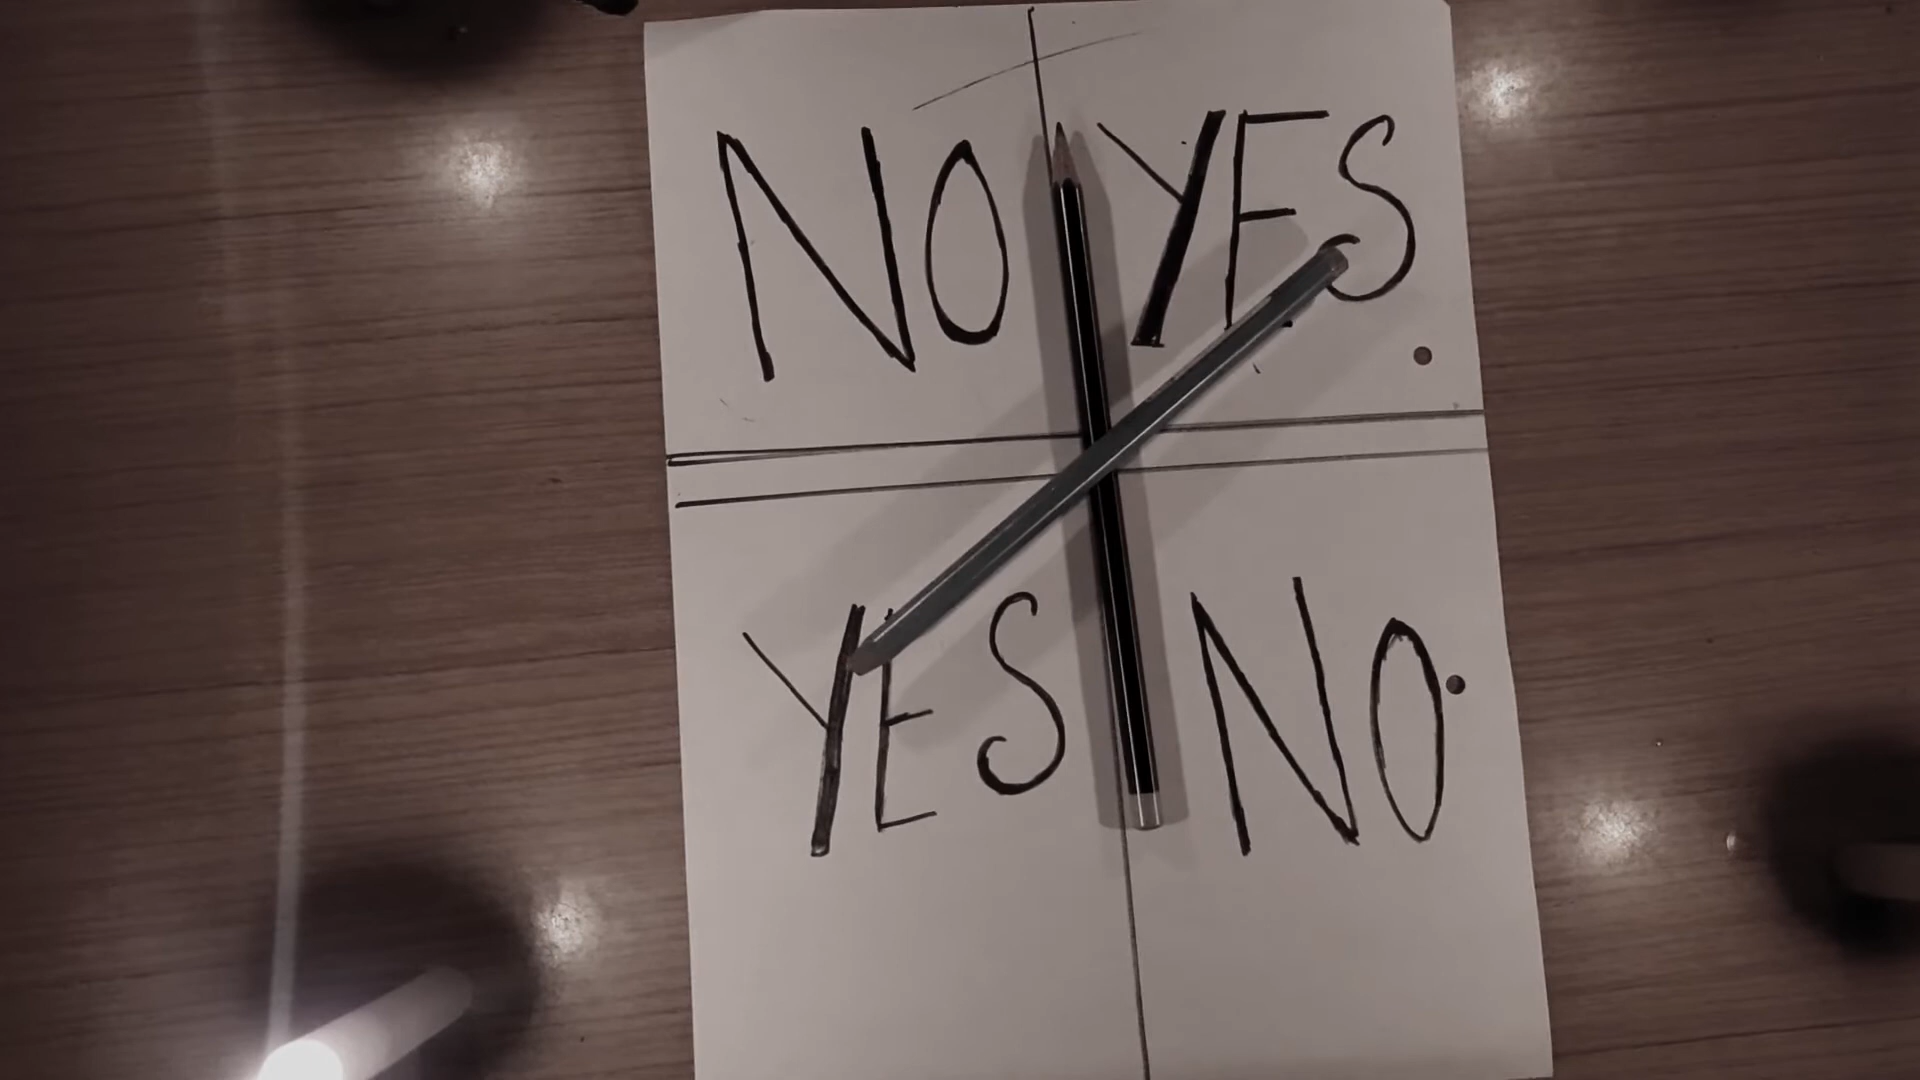 NO YES
YES NO